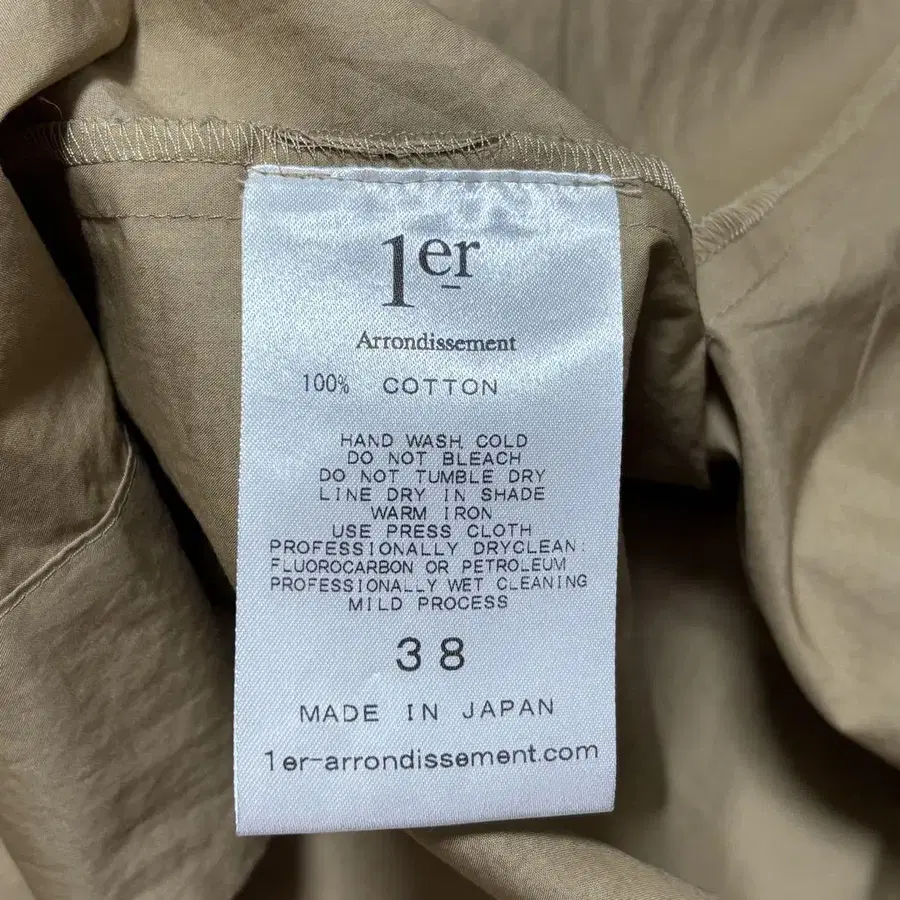 1er
Arrondissement
100% COTTON
HAND WASH COLD
DO NOT BLEACH
DO NOT TUMBLE DRY
LINE DRY IN SHADE
WARM IRON
USE PRESS CLOTH
PROFESSIONALLY DRYCLEAN:
FLUOROCARBON OR PETROLEUM
PROFESSIONALLY WET CLEANING
MILD PROCESS
38
MADE IN JAPAN
1er-arrondissement.com